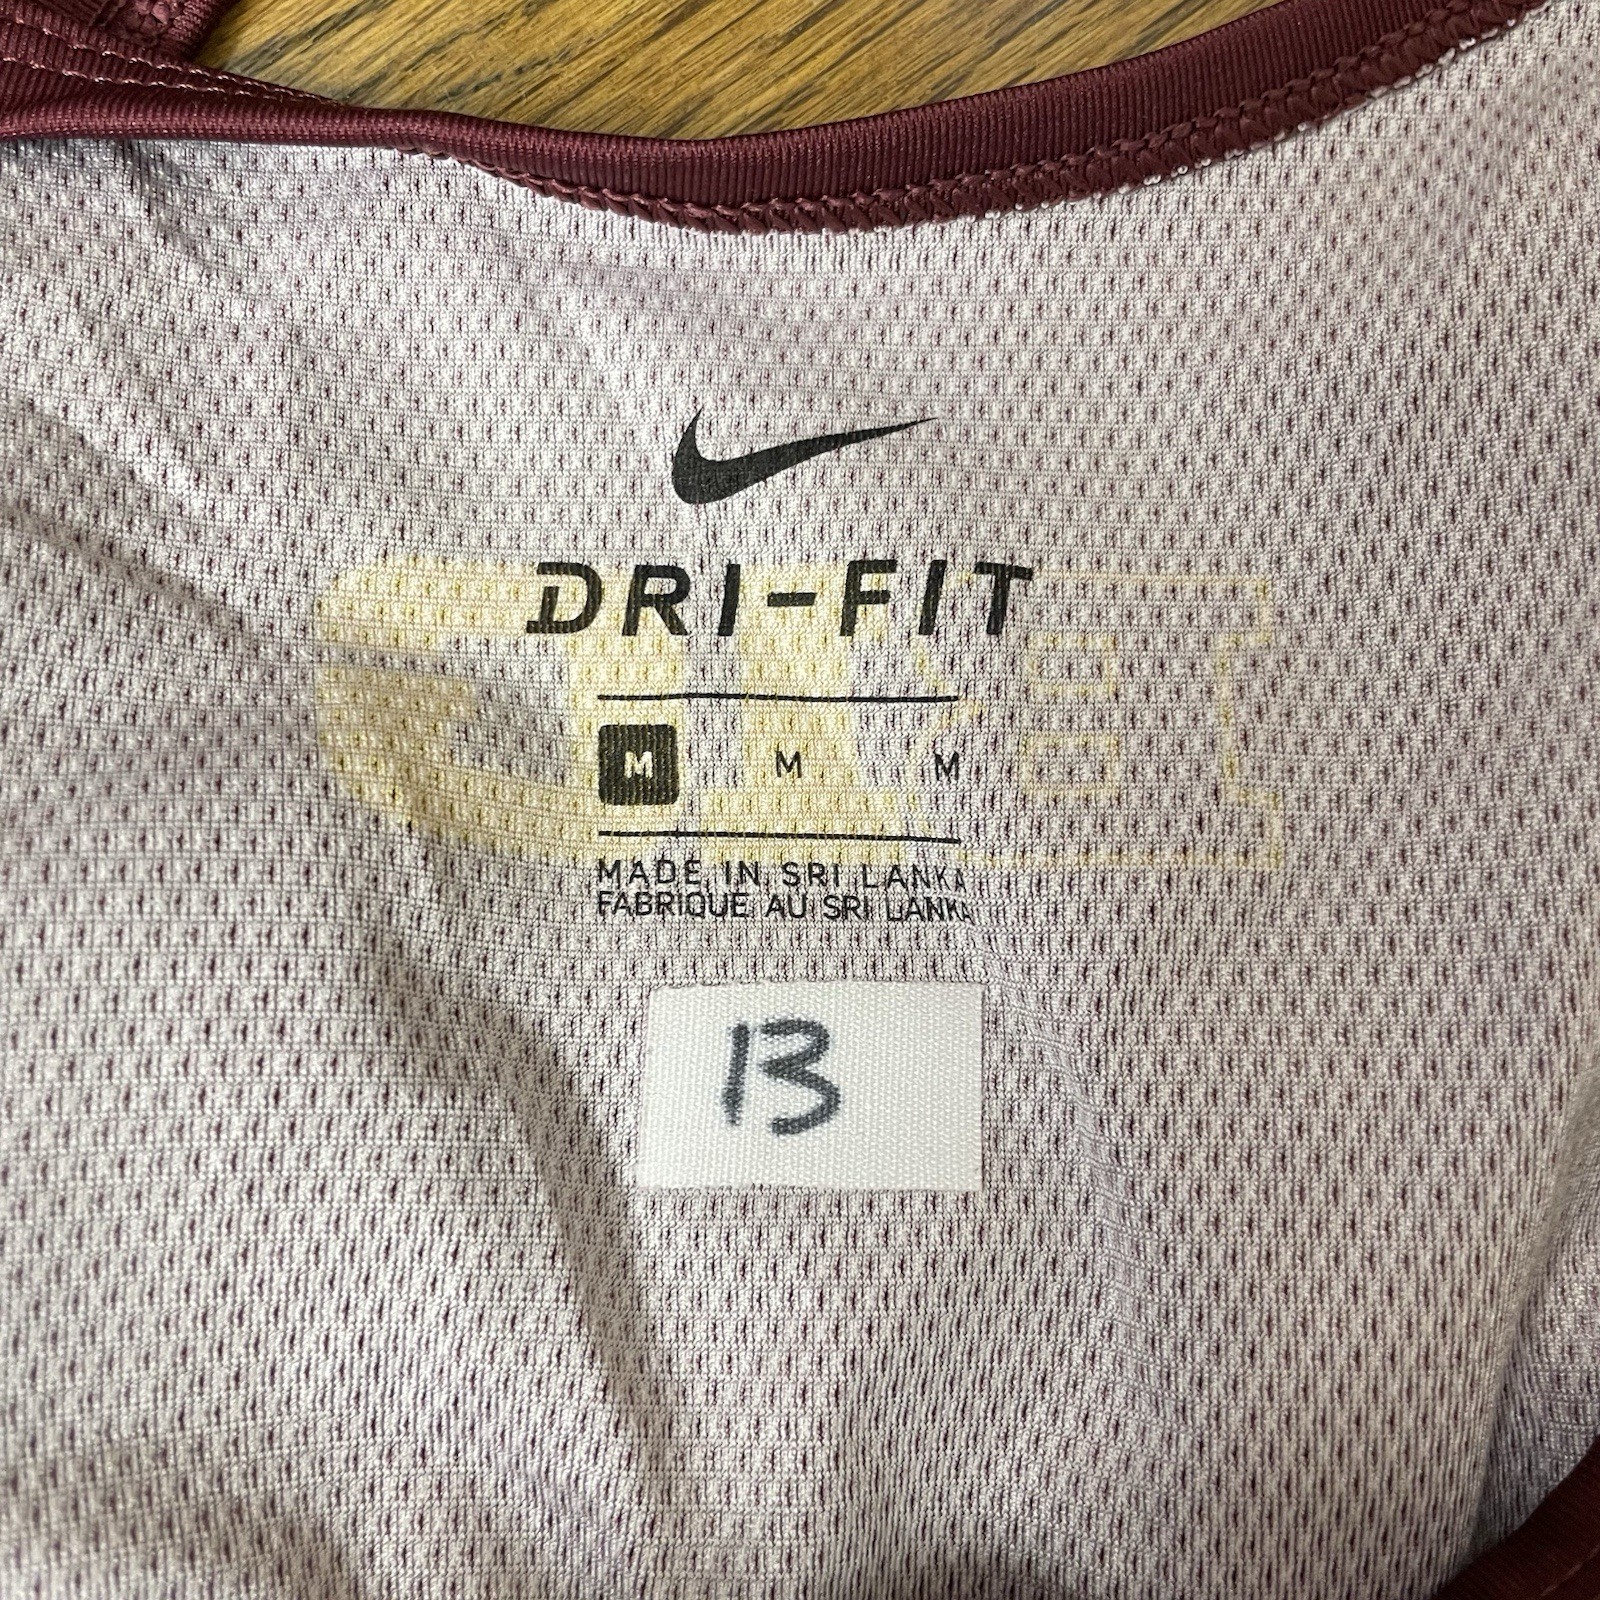 DRI-FIT
M M M
MADE IN SRI LANKA
FABRIQUE AU SRI LANKA
13